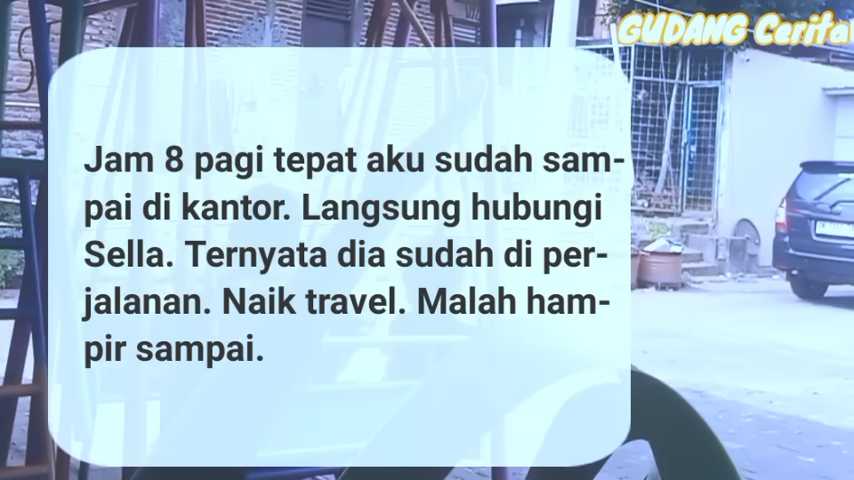 GUDANG Cerita
Jam 8 pagi tepat aku sudah sam-
pai di kantor. Langsung hubungi
Sella. Ternyata dia sudah di per-
jalanan. Naik travel. Malah ham-
pir sampai.